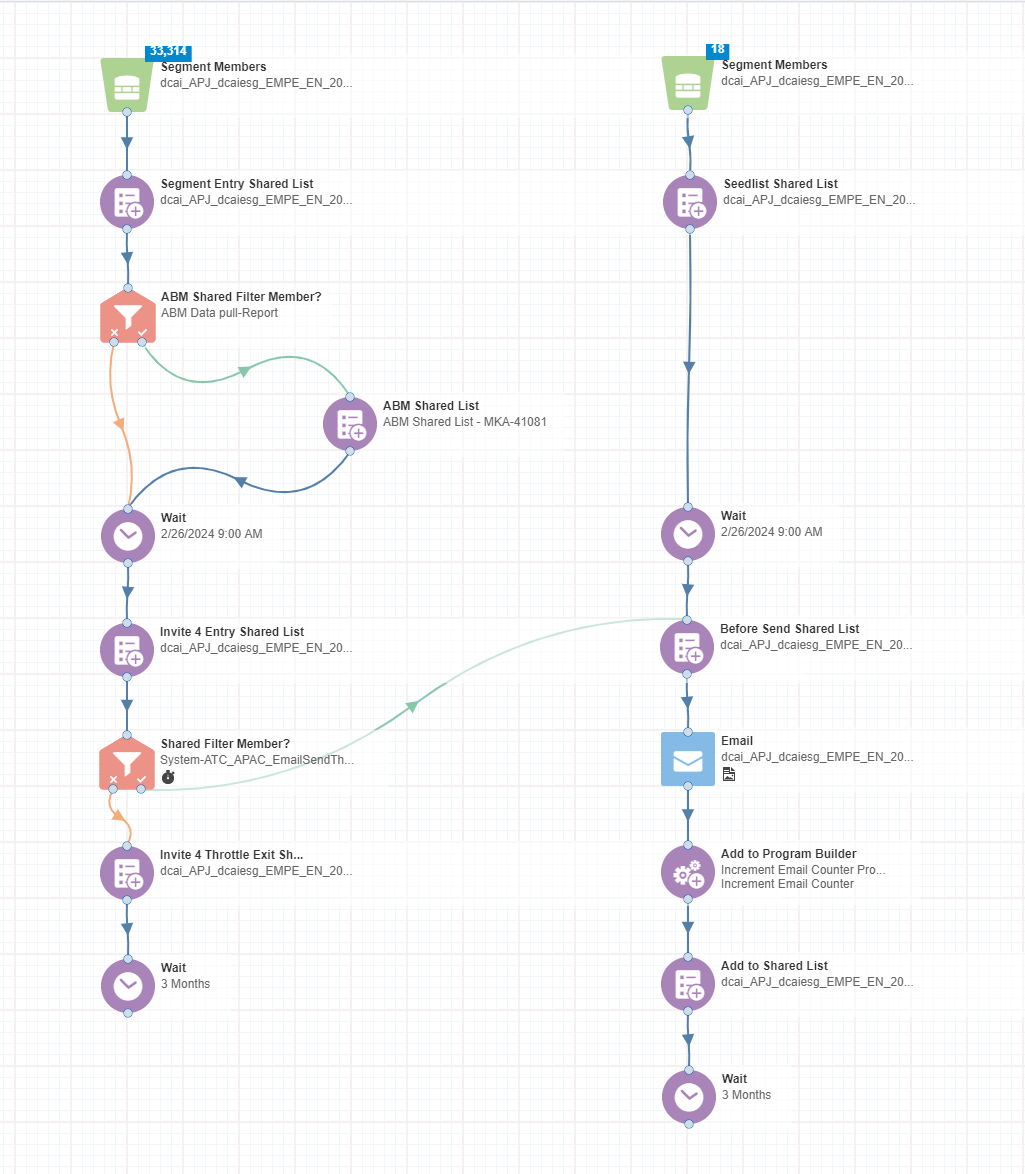 33,314
Segment Members
dcai_APJ_dcaiesg_EMPE_EN_20...
Segment Entry Shared List
dcai_APJ_dcaiesg_EMPE_EN_20...
ABM Shared Filter Member?
ABM Data pull-Report
ABM Shared List
ABM Shared List - MKA-41081
Wait
2/26/2024 9:00 AM
Invite 4 Entry Shared List
dcai_APJ_dcaiesg_EMPE_EN_20...
Shared Filter Member?
System-ATC_APAC_EmailSendTh...
Invite 4 Throttle Exit Sh...
dcai_APJ_dcaiesg_EMPE_EN_20...
Wait
3 Months
18
Segment Members
dcai_APJ_dcaiesg_EMPE_EN_20...
Seedlist Shared List
dcai_APJ_dcaiesg_EMPE_EN_20...
Wait
2/26/2024 9:00 AM
Before Send Shared List
dcai_APJ_dcaiesg_EMPE_EN_20...
Email
dcai_APJ_dcaiesg_EMPE_EN_20...
Add to Program Builder
Increment Email Counter Pro...
Increment Email Counter
Add to Shared List
dcai_APJ_dcaiesg_EMPE_EN_20...
Wait
3 Months